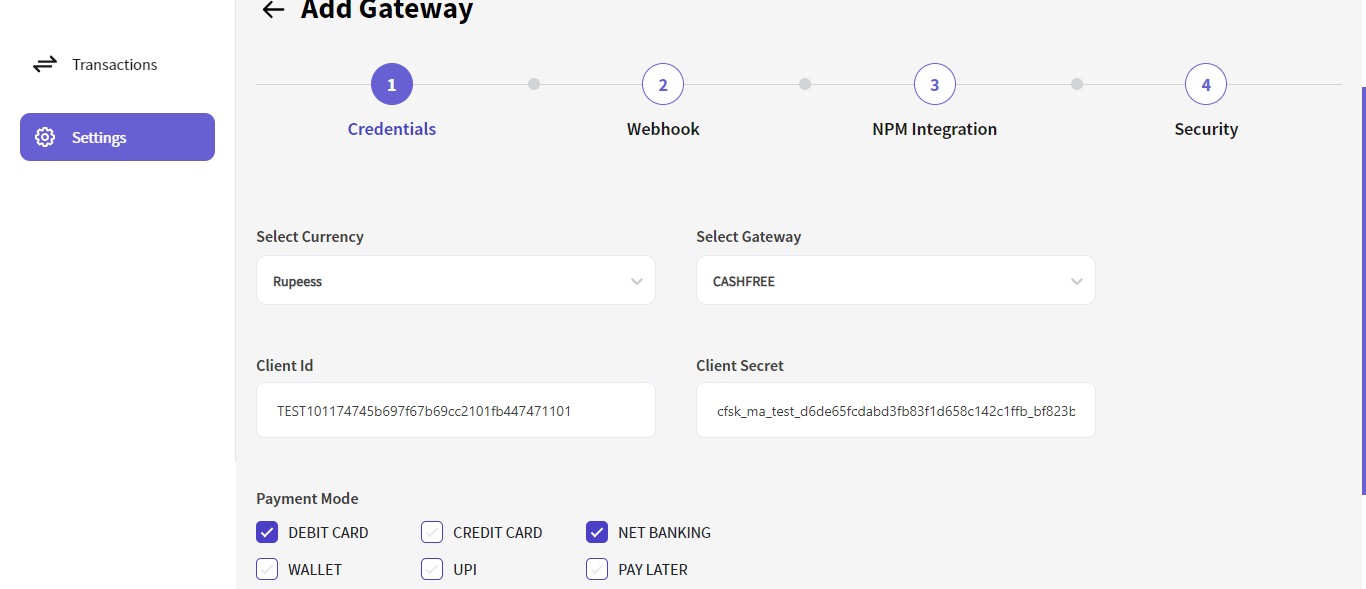 Add Gateway
Transactions
Settings
1
2
3
4
Credentials
Webhook
NPM Integration
Security
Select Currency
Select Gateway
Rupeess
CASHFREE
Client Id
Client Secret
TEST101174745b697f67b69cc2101fb447471101
cfsk_ma_test_d6de65fcdabd3fb83f1d658c142c1ffb_bf823b
Payment Mode
DEBIT CARD
CREDIT CARD
NET BANKING
WALLET
UPI
PAY LATER